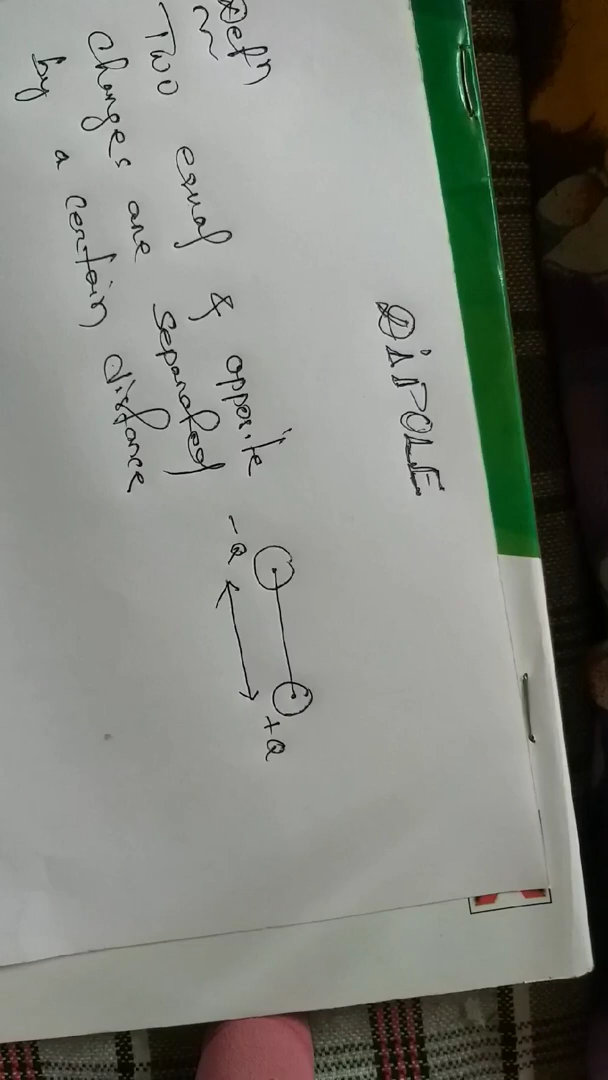 DiPOLE
Defn
Two equal & opposite
charges are separated
by a certain distance
-Q
+Q